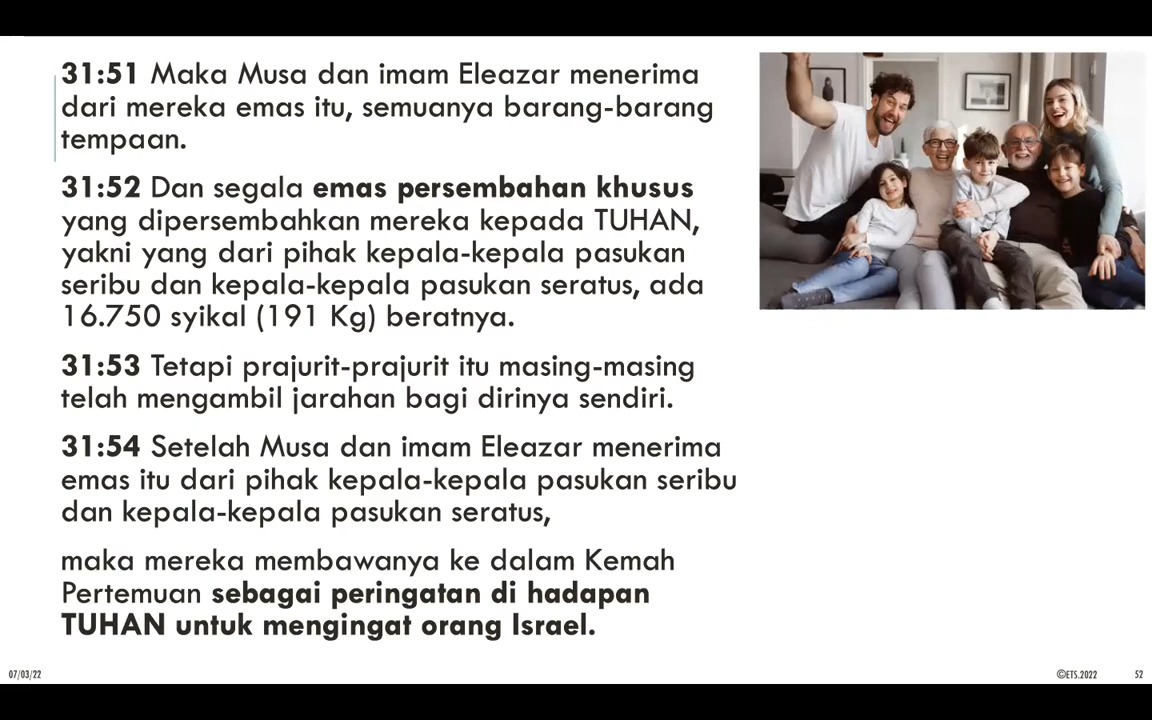 31:51 Maka Musa dan imam Eleazar menerima
dari mereka emas itu, semuanya barang-barang
tempaan.
31:52 Dan segala emas persembahan khusus
yang dipersembahkan mereka kepada TUHAN,
yakni yang dari pihak kepala-kepala pasukan
seribu dan kepala-kepala pasukan seratus, ada
16.750 syikal (191 Kg) beratnya.
31:53 Tetapi prajurit-prajurit itu masing-masing
telah mengambil jarahan bagi dirinya sendiri.
31:54 Setelah Musa dan imam Eleazar menerima
emas itu dari pihak kepala-kepala pasukan seribu
dan kepala-kepala pasukan seratus,
maka mereka membawanya ke dalam Kemah
Pertemuan sebagai peringatan di hadapan
TUHAN untuk mengingat orang Israel.
07/03/22
©ETS.2022
52